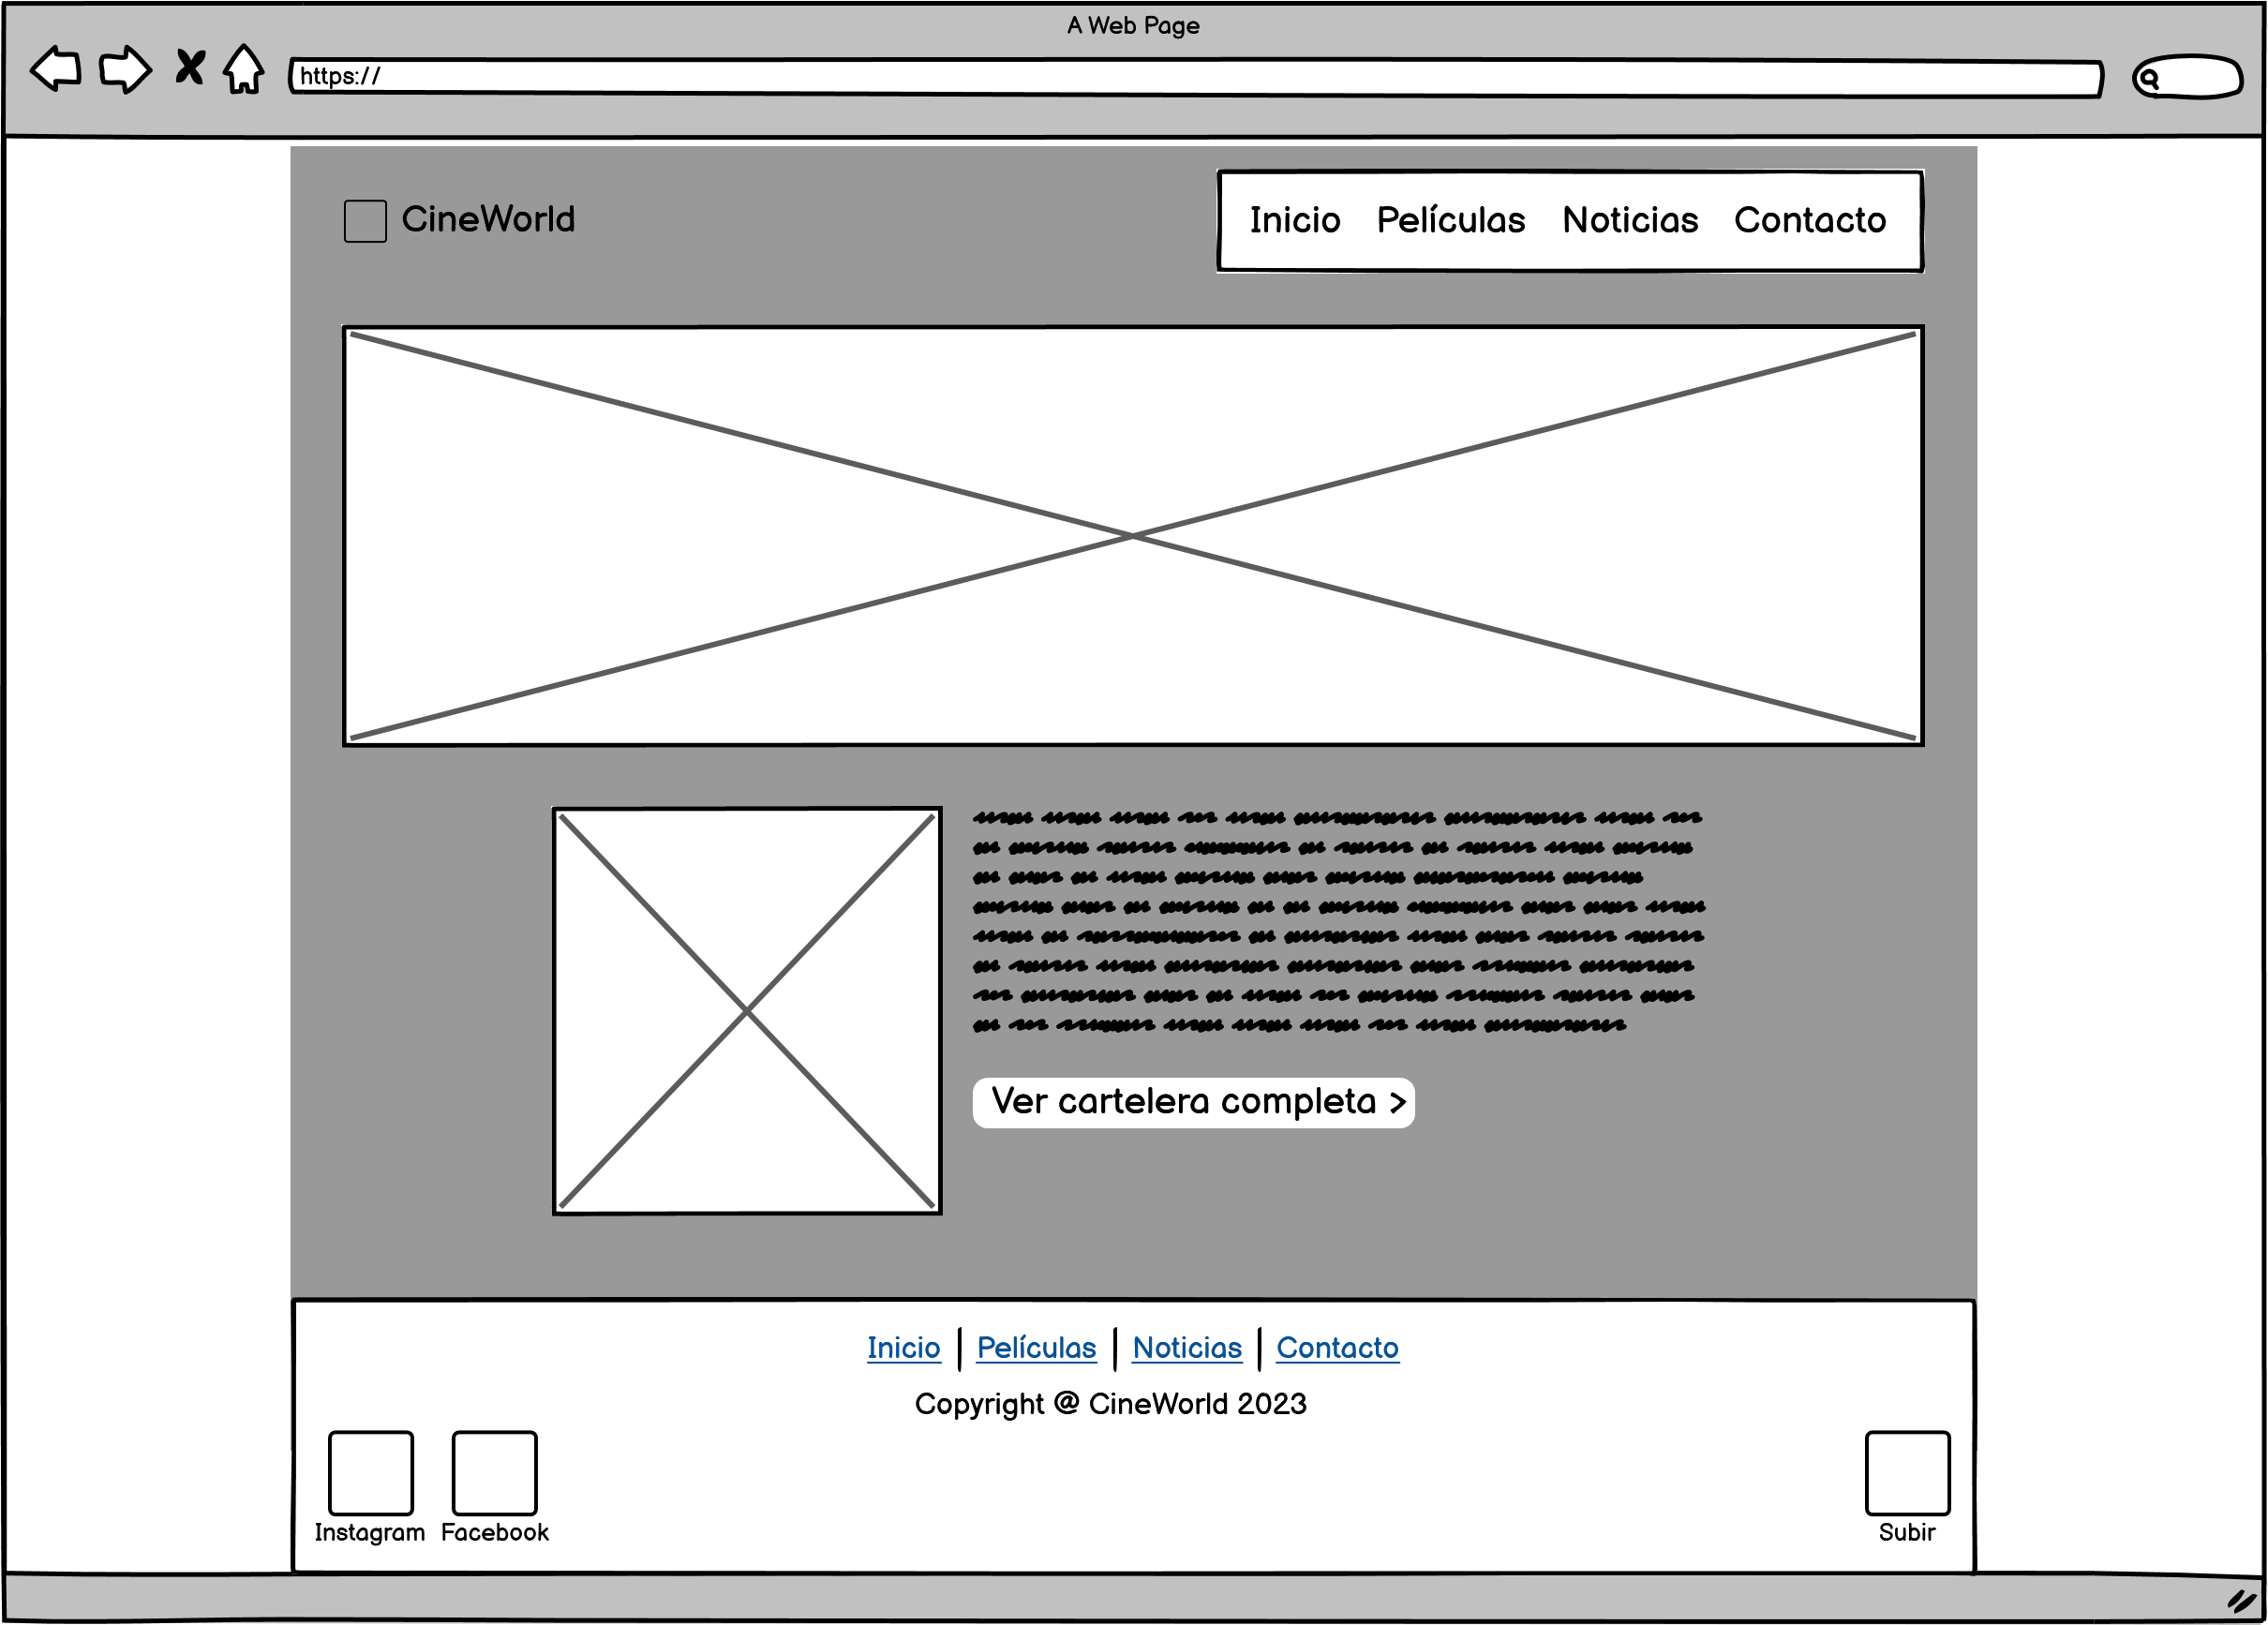 A Web Page
https://
CineWorld
Inicio Películas Noticias Contacto
Ver cartelera completa >
Inicio | Películas | Noticias | Contacto
Copyright @ CineWorld 2023
Instagram Facebook
Subir